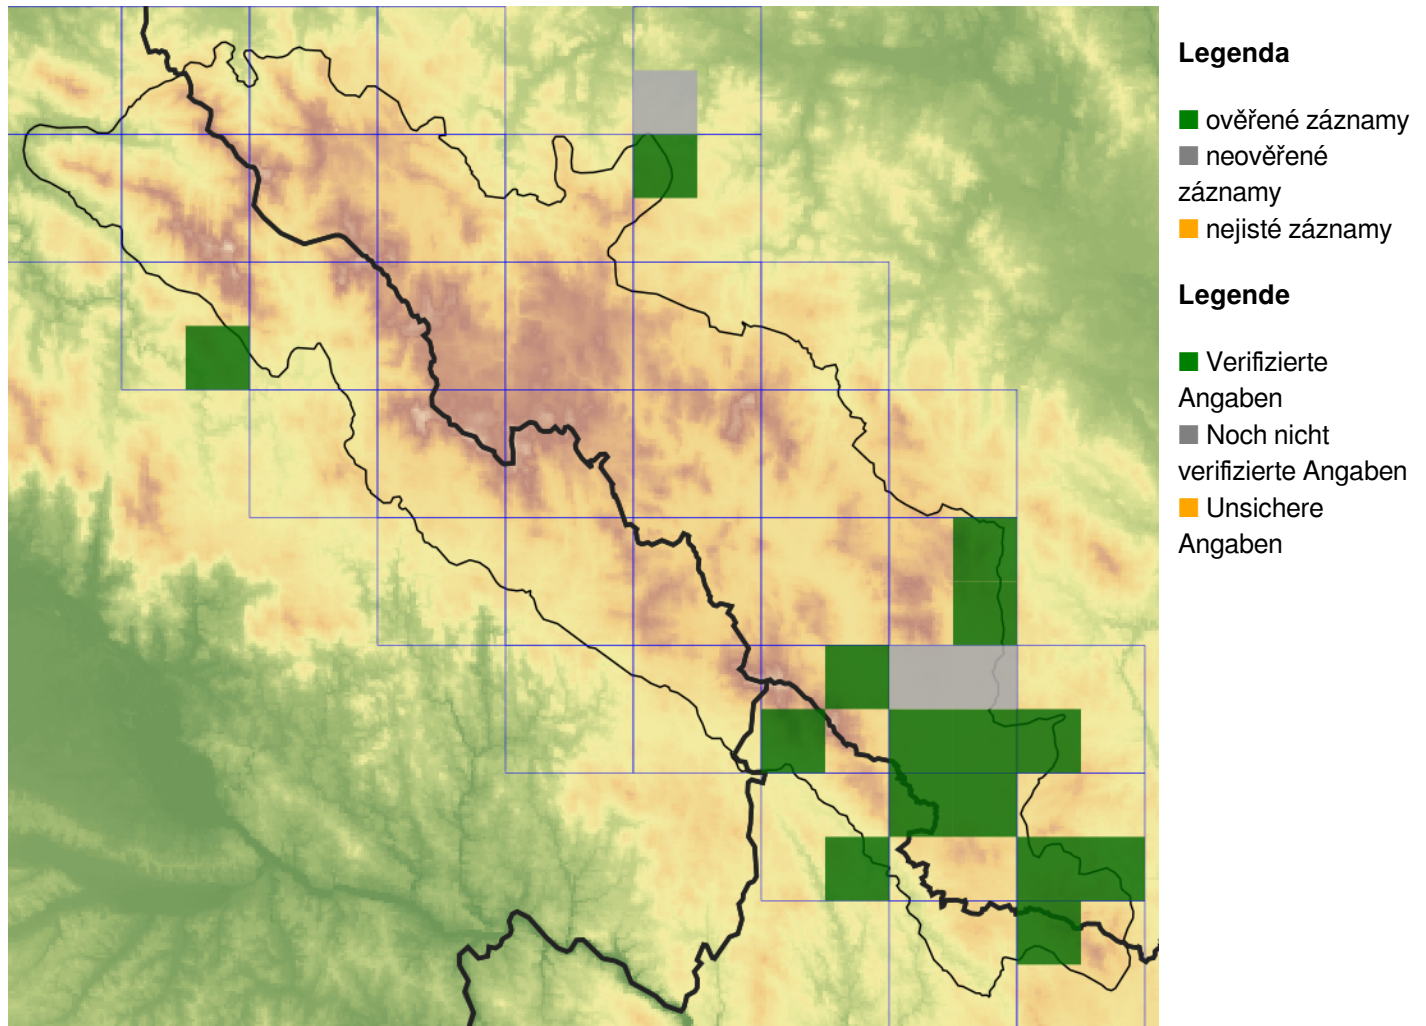 Legenda
ověřené záznamy
neověřené
záznamy
nejisté záznamy
Legende
Verifizierte
Angaben
Noch nicht
verifizierte Angaben
Unsichere
Angaben